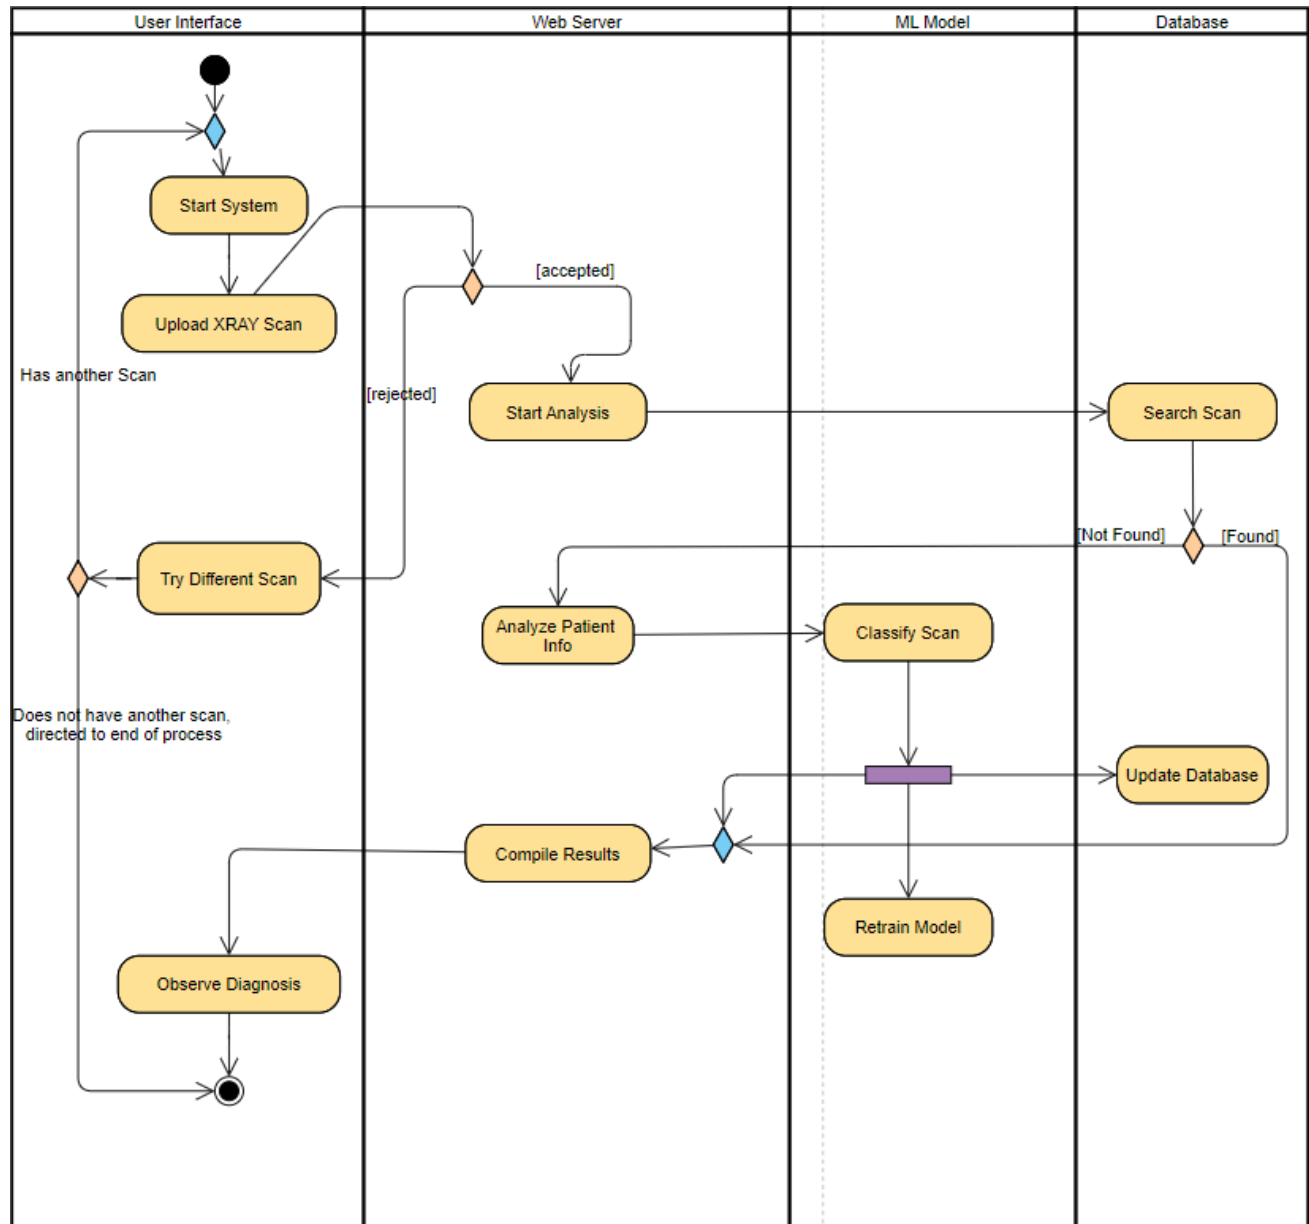 User Interface
Web Server
ML Model
Database
Start System
[accepted]
Upload XRAY Scan
Has another Scan
[rejected]
Start Analysis
Search Scan
[Not Found]
[Found]
Try Different Scan
Analyze Patient
Info
Classify Scan
Does not have another scan,
directed to end of process
Update Database
Compile Results
Retrain Model
Observe Diagnosis